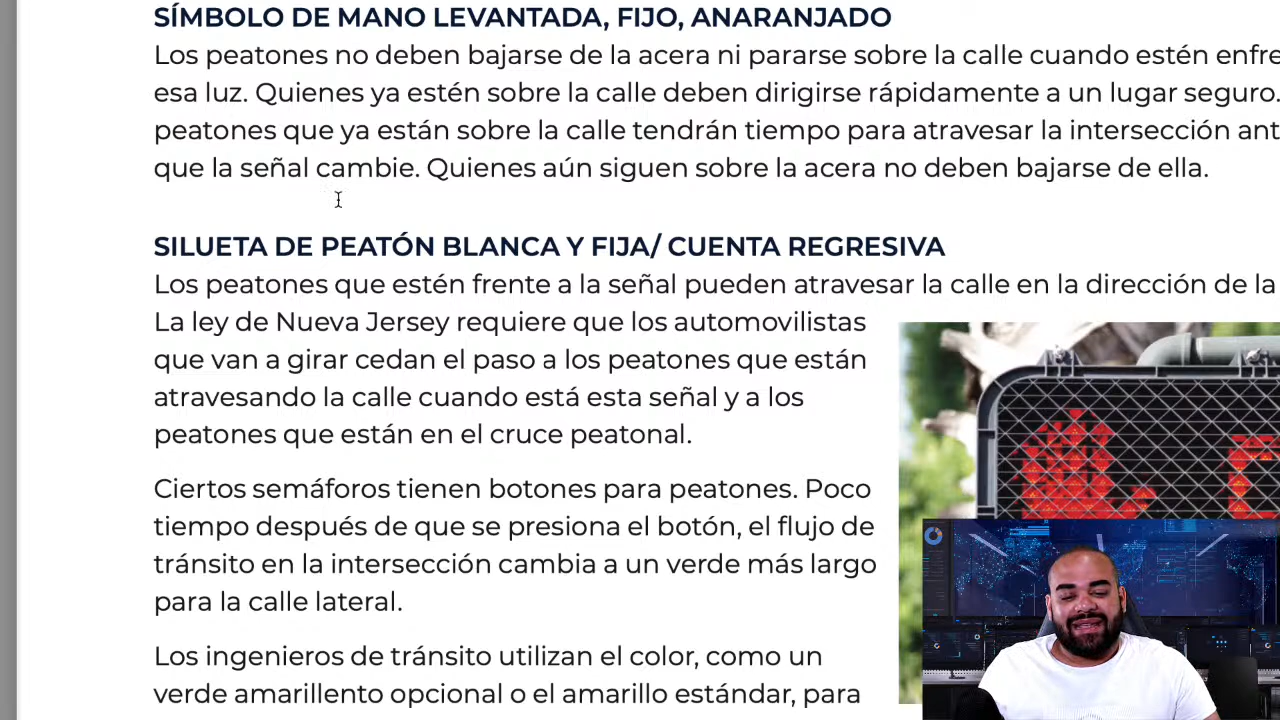 SÍMBOLO DE MANO LEVANTADA, FIJO, ANARANJADO
Los peatones no deben bajarse de la acera ni pararse sobre la calle cuando estén
esa luz. Quienes ya estén sobre la calle deben dirigirse rápidamente a un lugar seguro.
peatones que ya están sobre la calle tendrán tiempo para atravesar la intersección
que la señal cambie. Quienes aún siguen sobre la acera no deben bajarse de ella.
SILUETA DE PEATÓN BLANCA Y FIJA/ CUENTA REGRESIVA
Los peatones que estén frente a la señal pueden atravesar la calle en la dirección de la
La ley de Nueva Jersey requiere que los automovilistas
que van a girar cedan el paso a los peatones que están
atravesando la calle cuando está esta señal y a los
peatones que están en el cruce peatonal.
Ciertos semáforos tienen botones para peatones. Poco
tiempo después de que se presiona el botón, el flujo de
tránsito en la intersección cambia a un verde más largo
para la calle lateral.
Los ingenieros de tránsito utilizan el color, como un
verde amarillento opcional o el amarillo estándar, para